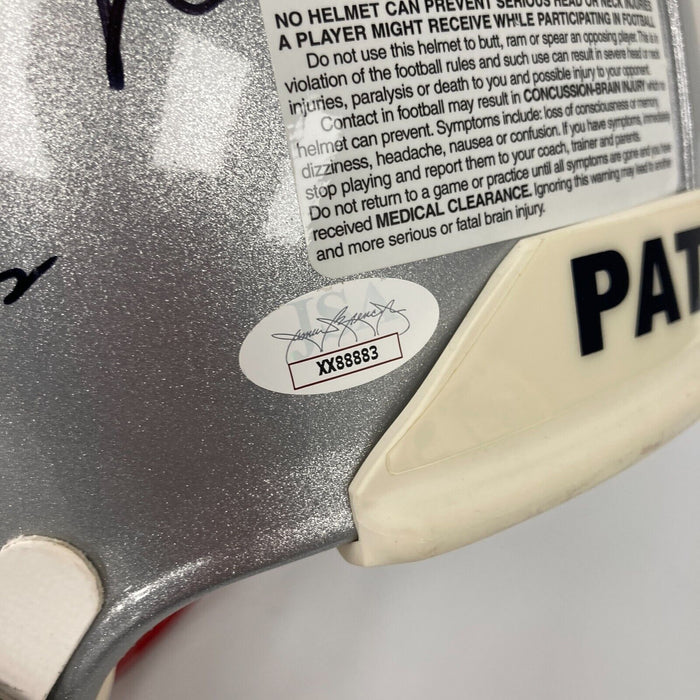 NO HELMET CAN PREVENT SERIOUS HEAD OR NECK INJURIES
A PLAYER MIGHT RECEIVE WHILE PARTICIPATING IN FOOTBALL.
Do not use this helmet to butt, ram or spear an opposing player. This is in
violation of the football rules and such use can result in severe head or neck
injuries, paralysis or death to you and possible injury to your opponent.
Contact in football may result in CONCUSSION-BRAIN INJURY which no
helmet can prevent. Symptoms include: loss of consciousness or memory,
dizziness, headache, nausea or confusion. If you have symptoms, immediately
stop playing and report them to your coach, trainer and parents.
Do not return to a game or practice until all symptoms are gone and you have
received MEDICAL CLEARANCE. Ignoring this warning may lead to another
and more serious or fatal brain injury.
JSA
James Spence Jr
XX88883
PAT